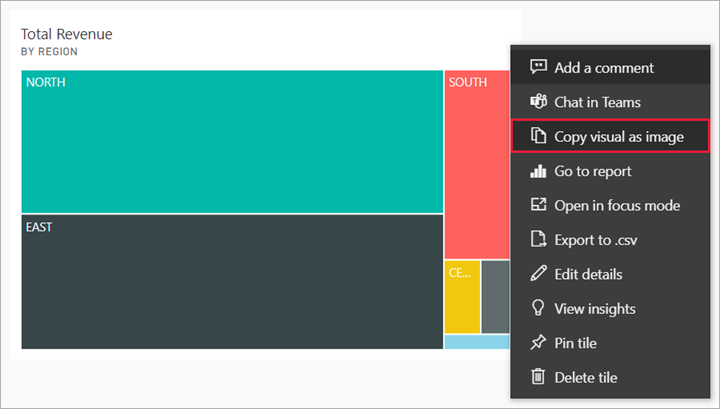 Total Revenue
BY REGION
NORTH
SOUTH
EAST
CE...
Add a comment
Chat in Teams
Copy visual as image
Go to report
Open in focus mode
Export to .csv
Edit details
View insights
Pin tile
Delete tile